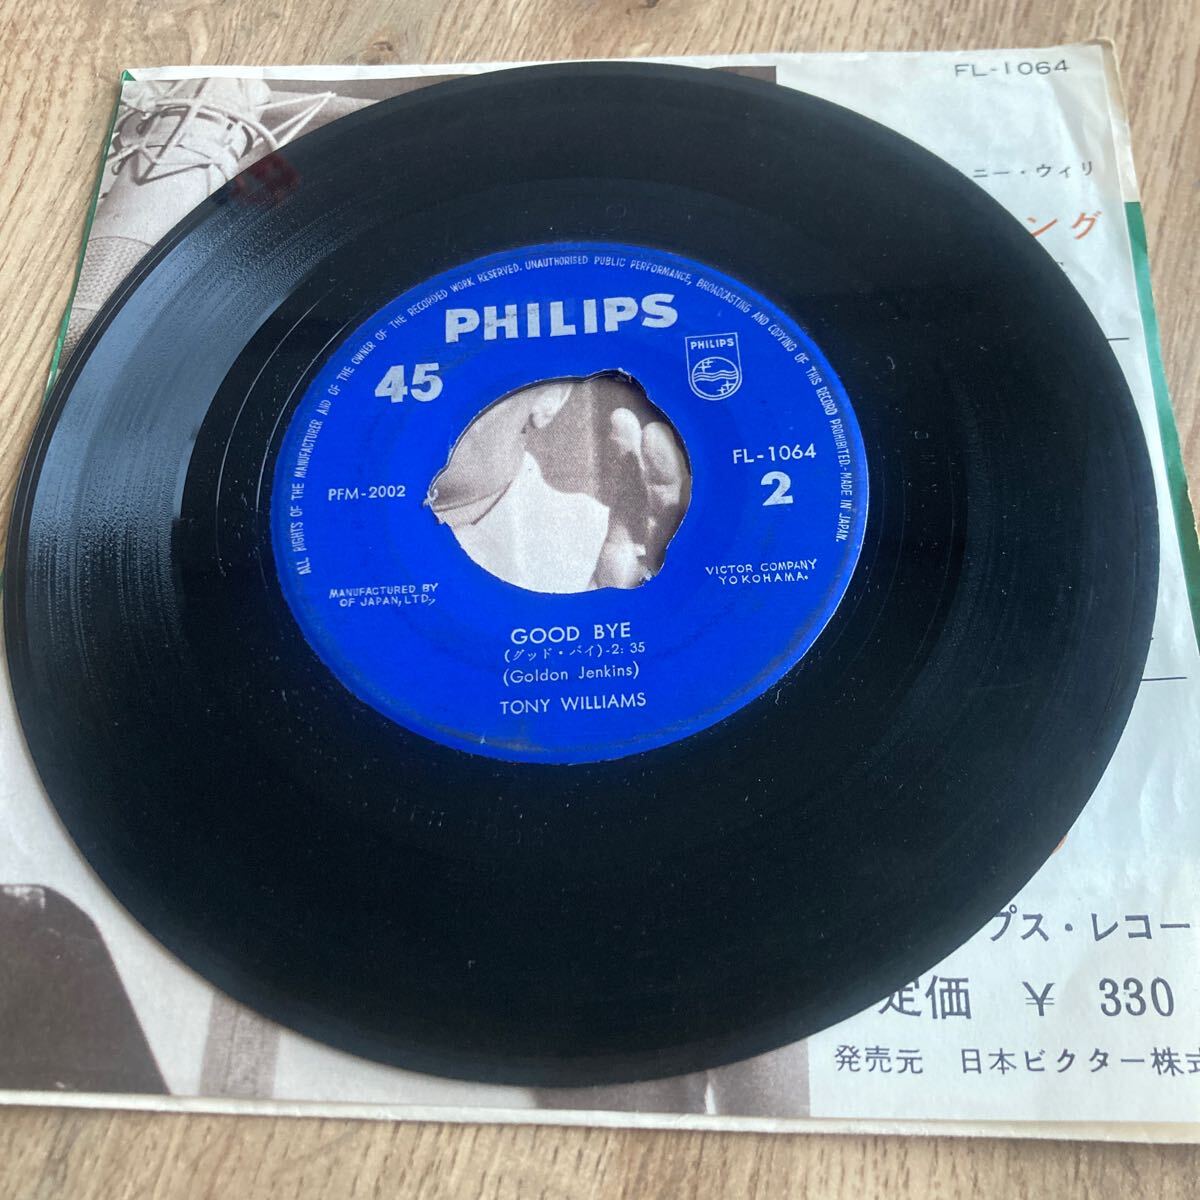 FL-1064
ニー・ウィリ
ング
ALL RIGHTS OF THE MANUFACTURER AND OF THE OWNER OF THE RECORDED WORK RESERVED. UNAUTHORISED PUBLIC PERFORMANCE, BROADCASTING AND COPYING OF THIS RECORD PROHIBITED.-MADE IN JAPAN.
PHILIPS
PHILIPS
45
FL-1064
2
PFM-2002
MANUFACTURED BY VICTOR COMPANY
OF JAPAN, LTD, YOKOHAMA.
GOOD BYE
(グッド・バイ)-2:35
(Goldon Jenkins)
TONY WILLIAMS
プス・レコー
定価 ¥ 330
発売元 日本ビクター株式